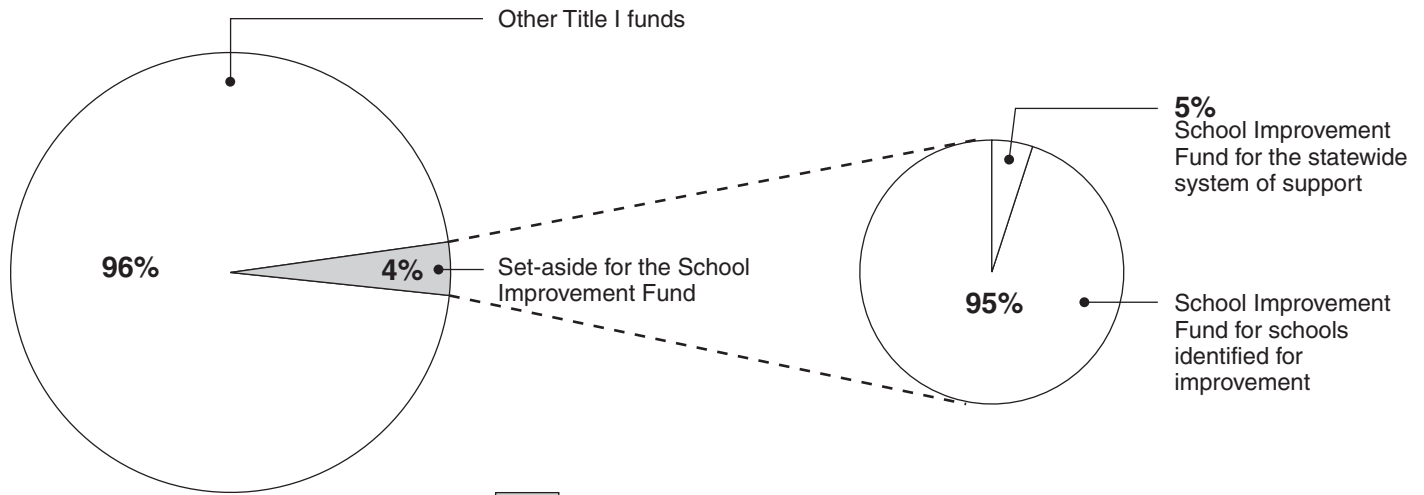 Other Title I funds
96%
4%
Set-aside for the School
Improvement Fund
5%
School Improvement
Fund for the statewide
system of support
95%
School Improvement
Fund for schools
identified for
improvement